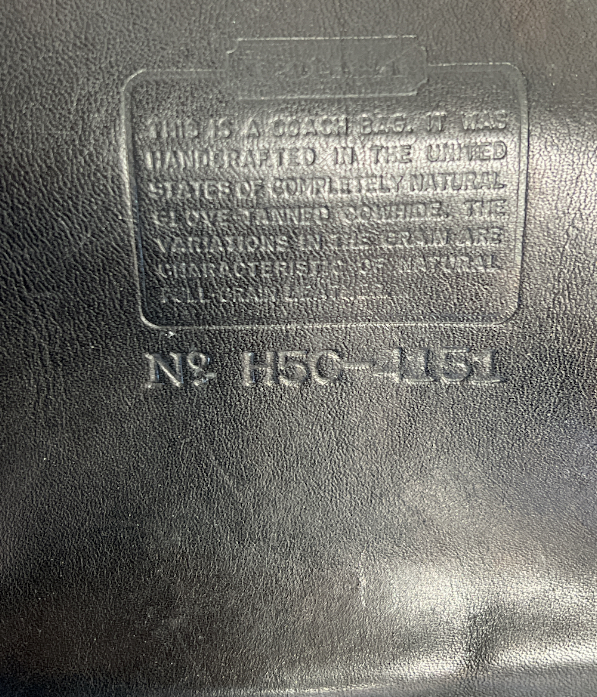 THIS IS A COACH BAG. IT WAS
HANDCRAFTED IN THE UNITED
STATES OF COMPLETELY NATURAL
GLOVE TANNED COWHIDE. THE
VARIATIONS IN THE GRAIN ARE
CHARACTERISTIC OF NATURAL
FULL-GRAIN LEATHER.
No H5C-4151